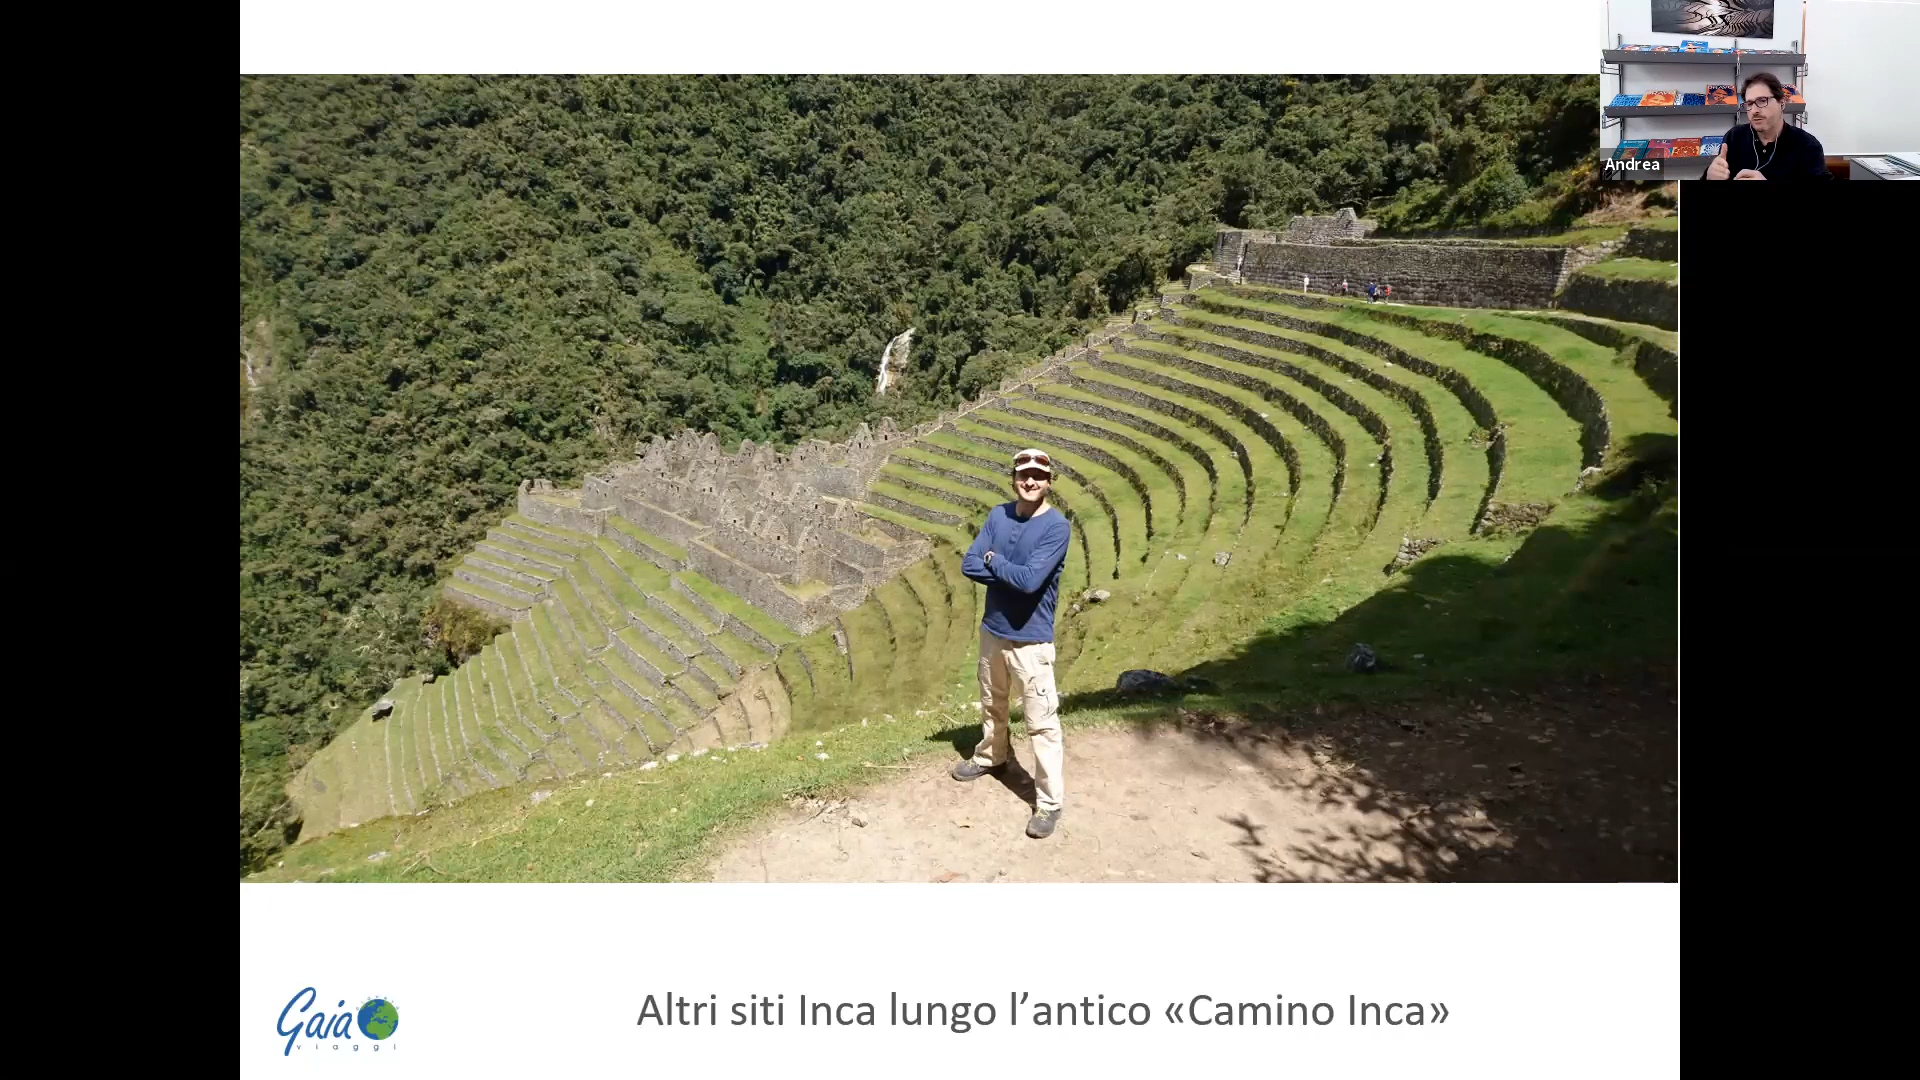 Andrea
Altri siti Inca lungo l’antico «Camino Inca»
Gaia
viaggi